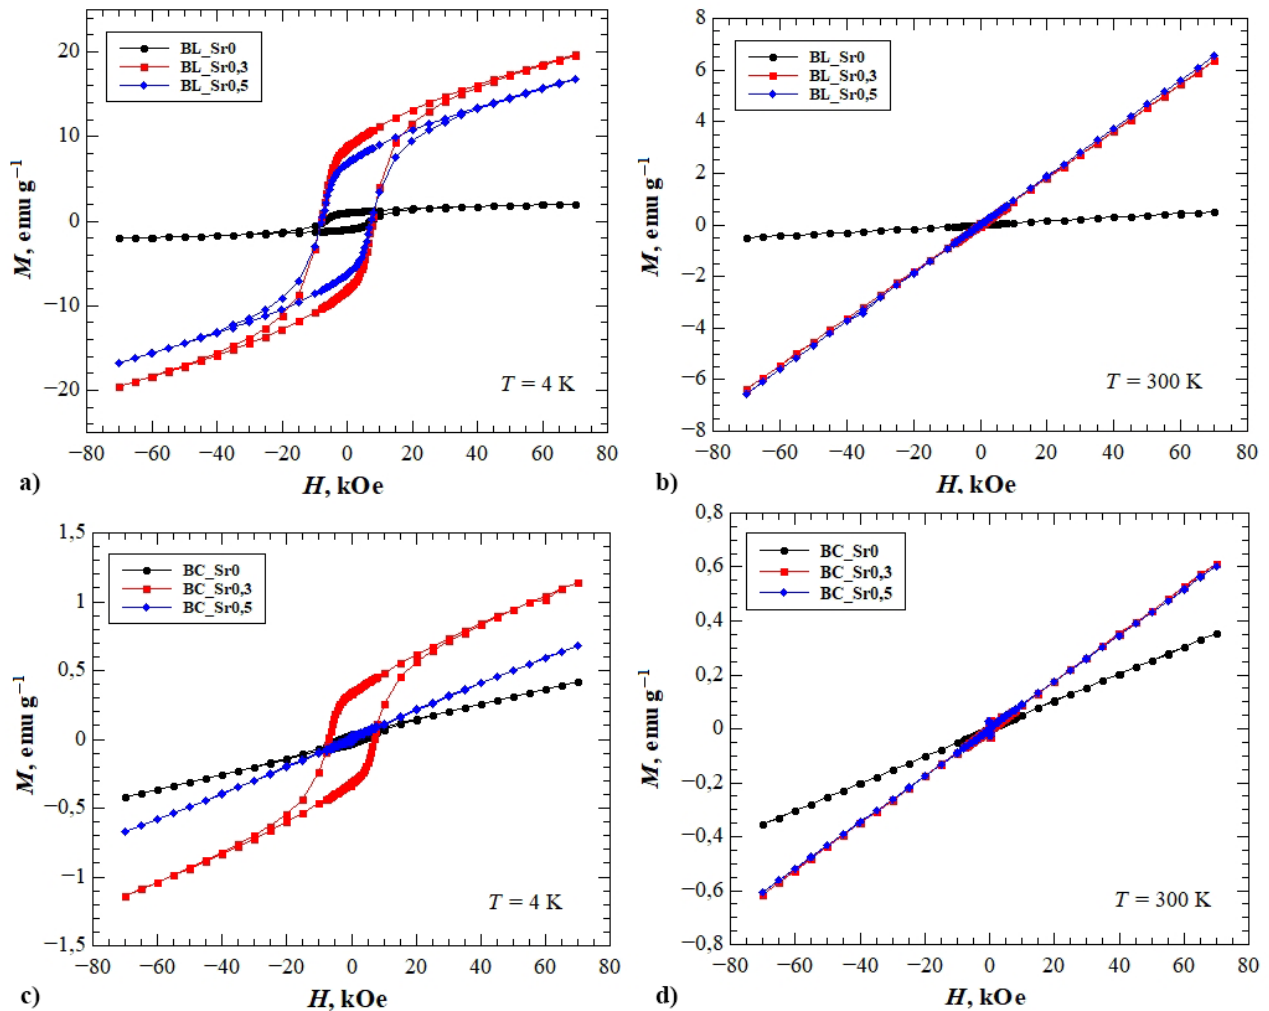 BL_Sr0
BL_Sr0,3
BL_Sr0,5
20
10
0
−10
−20
M, emu g−1
T = 4 K
−80 −60 −40 −20 0 20 40 60 80
H, kOe
a)
BL_Sr0
BL_Sr0,3
BL_Sr0,5
8
6
4
2
0
−2
−4
−6
−8
M, emu g−1
T = 300 K
−80 −60 −40 −20 0 20 40 60 80
H, kOe
b)
BC_Sr0
BC_Sr0,3
BC_Sr0,5
1,5
1
0,5
0
−0,5
−1
−1,5
M, emu g−1
T = 4 K
−80 −60 −40 −20 0 20 40 60 80
H, kOe
c)
BC_Sr0
BC_Sr0,3
BC_Sr0,5
0,8
0,6
0,4
0,2
0
−0,2
−0,4
−0,6
−0,8
M, emu g−1
T = 300 K
−80 −60 −40 −20 0 20 40 60 80
H, kOe
d)